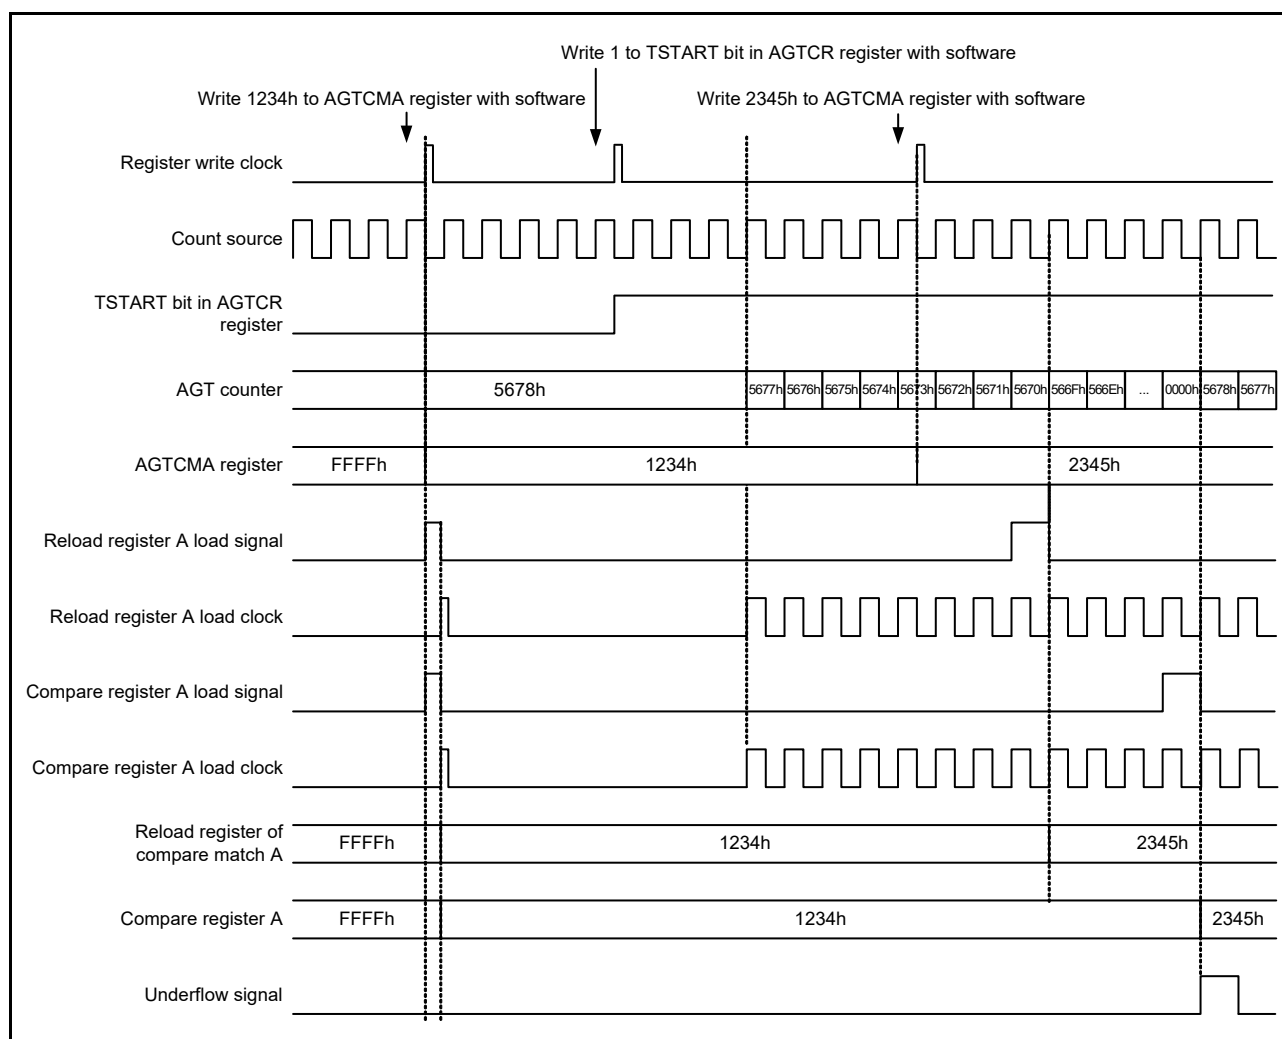 Write 1 to TSTART bit in AGTCR register with software
Write 1234h to AGTCMA register with software
Write 2345h to AGTCMA register with software
Register write clock
Count source
TSTART bit in AGTCR
register
AGT counter
5678h
5677h 5676h 5675h 5674h 5673h 5672h 5671h 5670h 566Fh 566Eh ... 0000h 5678h 5677h
AGTCMA register
FFFFh
1234h
2345h
Reload register A load signal
Reload register A load clock
Compare register A load signal
Compare register A load clock
Reload register of
compare match A
FFFFh
1234h
2345h
Compare register A
FFFFh
1234h
2345h
Underflow signal